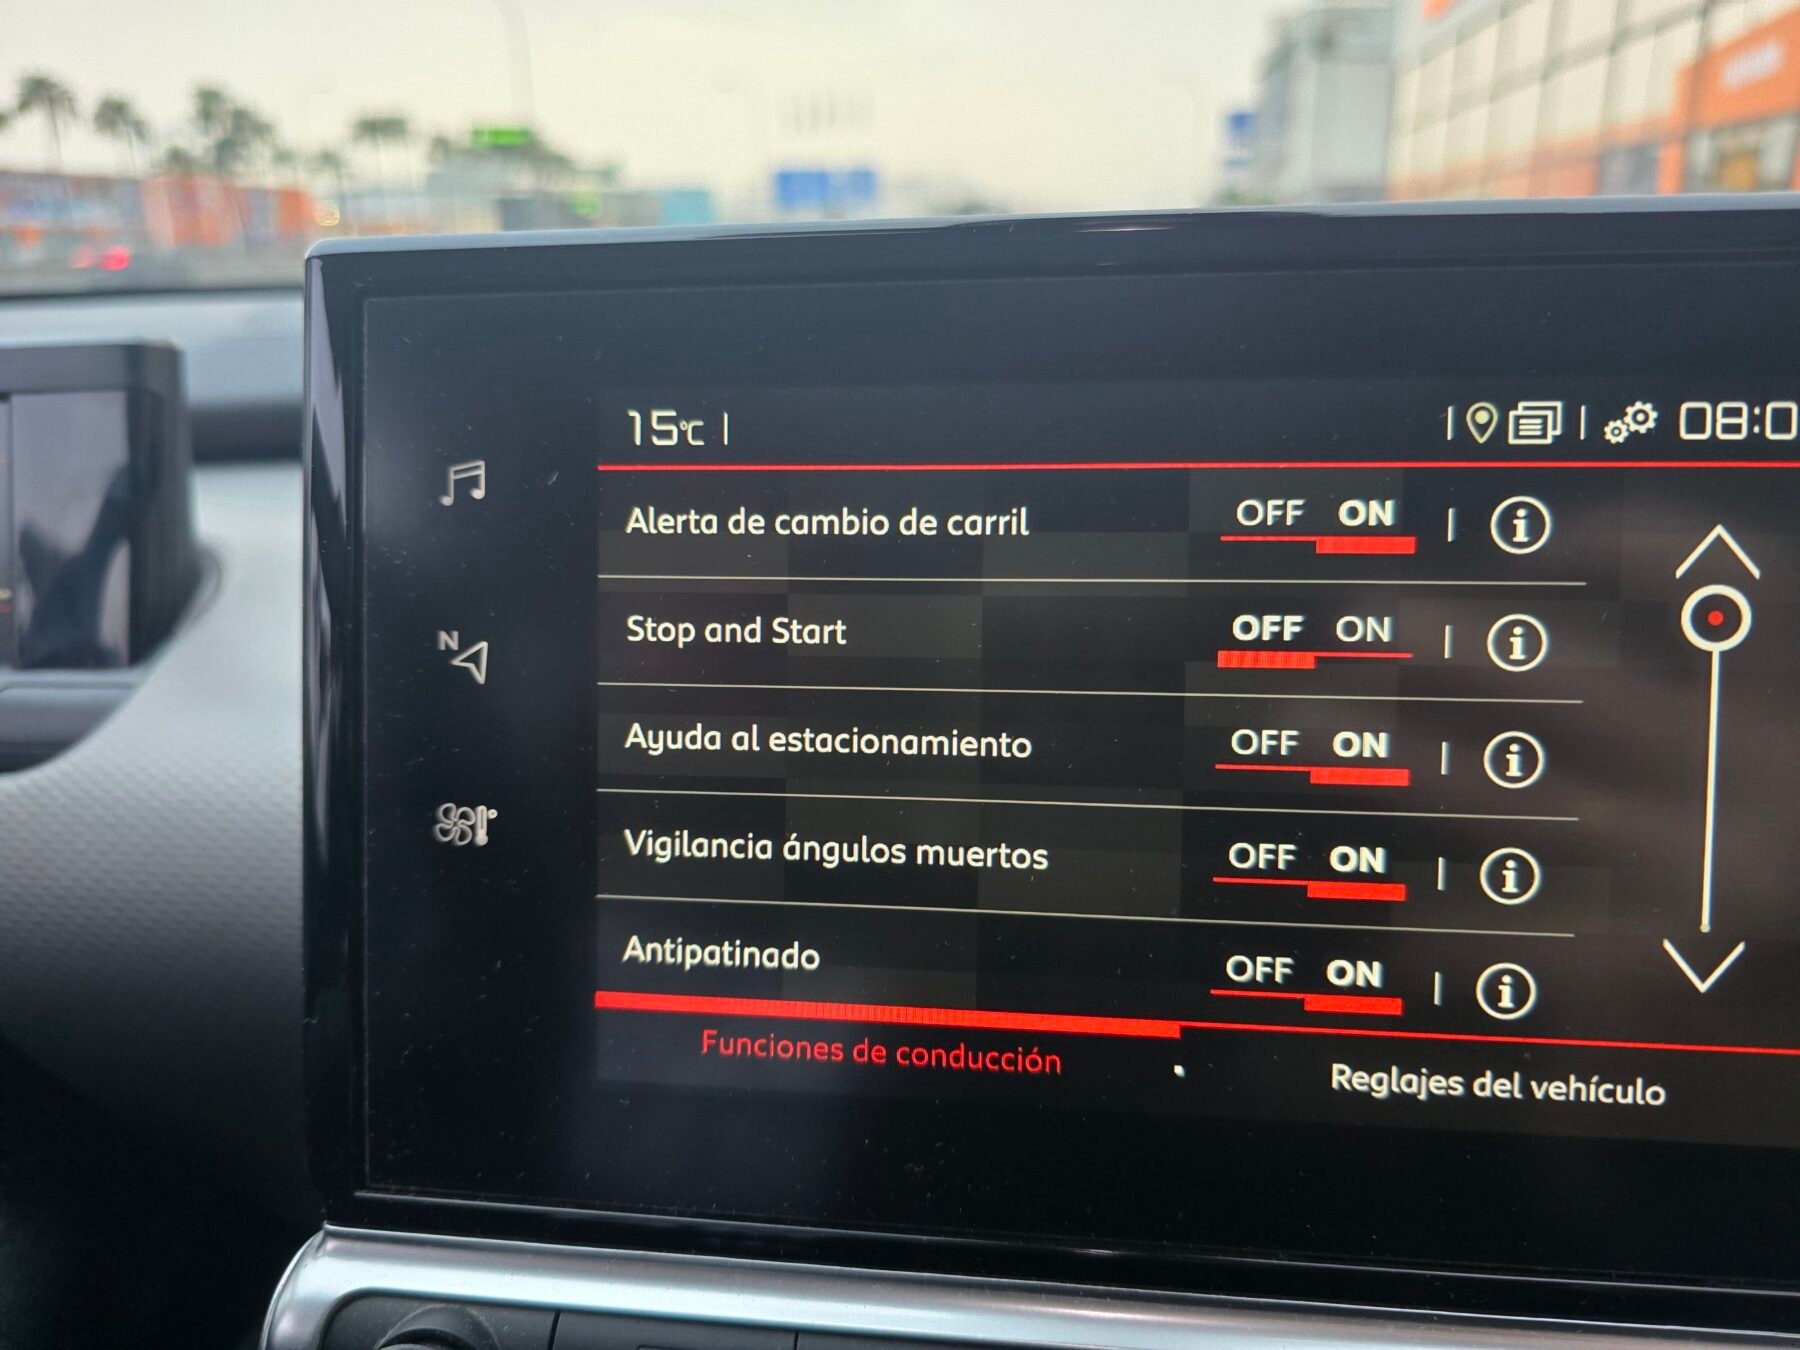 15°C
08:0
Alerta de cambio de carril OFF ON
Stop and Start OFF ON
Ayuda al estacionamiento OFF ON
Vigilancia ángulos muertos OFF ON
Antipatinado OFF ON
Funciones de conducción
Reglajes del vehículo
N